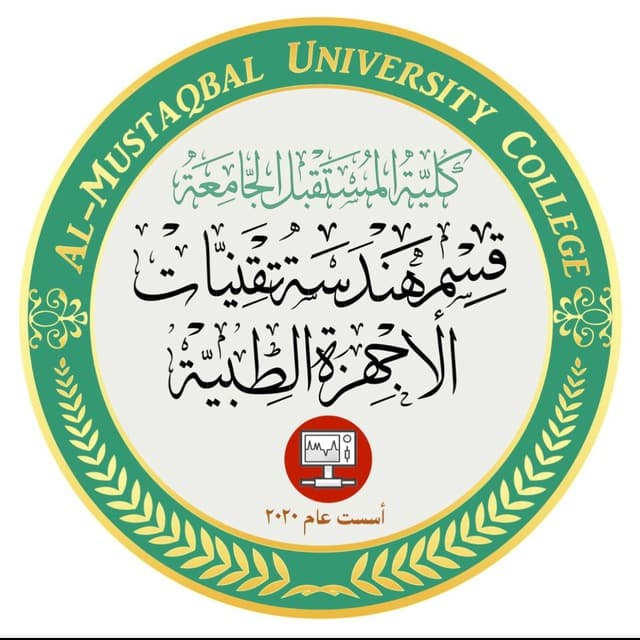 AL-MUSTAQBAL UNIVERSITY COLLEGE
كلية المستقبل الجامعة
قسم هندسة تقنيات
الأجهزة الطبية
أسست عام ٢٠٢٠